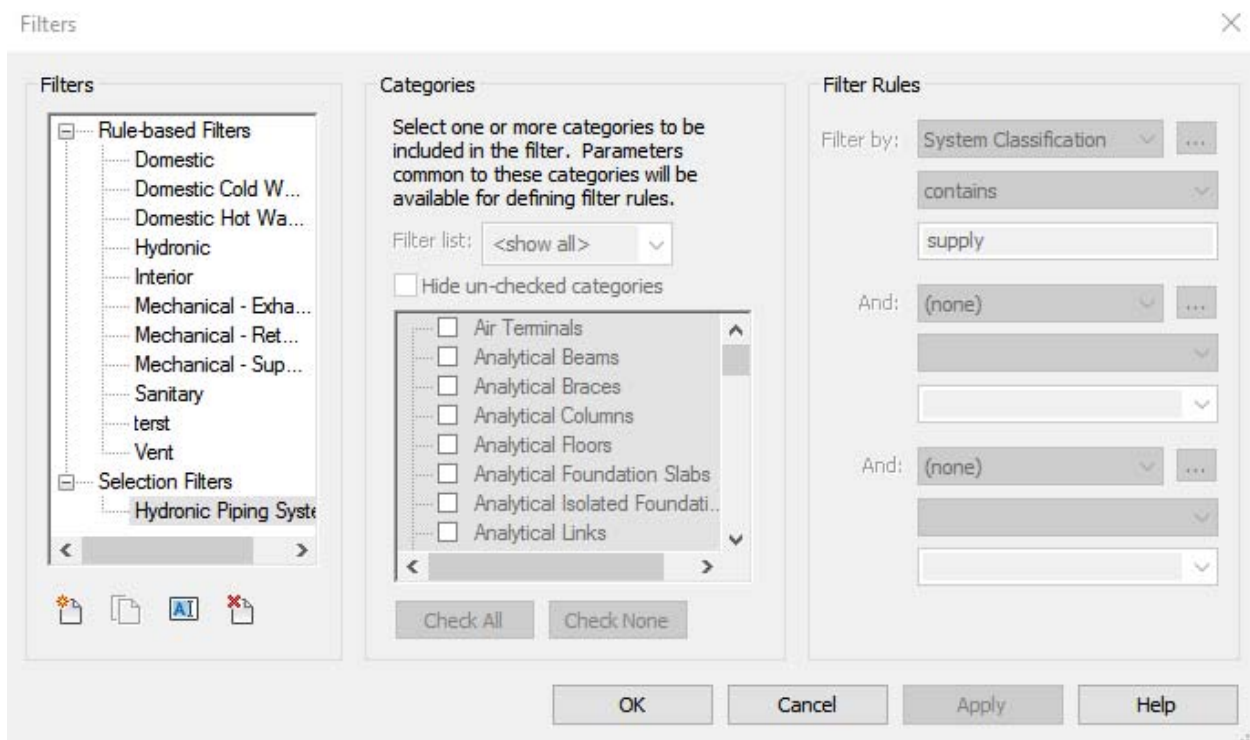 Filters
Filters
Rule-based Filters
Domestic
Domestic Cold W...
Domestic Hot Wa...
Hydronic
Interior
Mechanical - Exha...
Mechanical - Ret...
Mechanical - Sup...
Sanitary
terst
Vent
Selection Filters
Hydronic Piping Syste
Categories
Select one or more categories to be
included in the filter. Parameters
common to these categories will be
available for defining filter rules.
Filter list: <show all>
Hide un-checked categories
Air Terminals
Analytical Beams
Analytical Braces
Analytical Columns
Analytical Floors
Analytical Foundation Slabs
Analytical Isolated Foundati..
Analytical Links
Check All Check None
Filter Rules
Filter by: System Classification ...
contains
supply
And: (none) ...
And: (none) ...
OK Cancel Apply Help